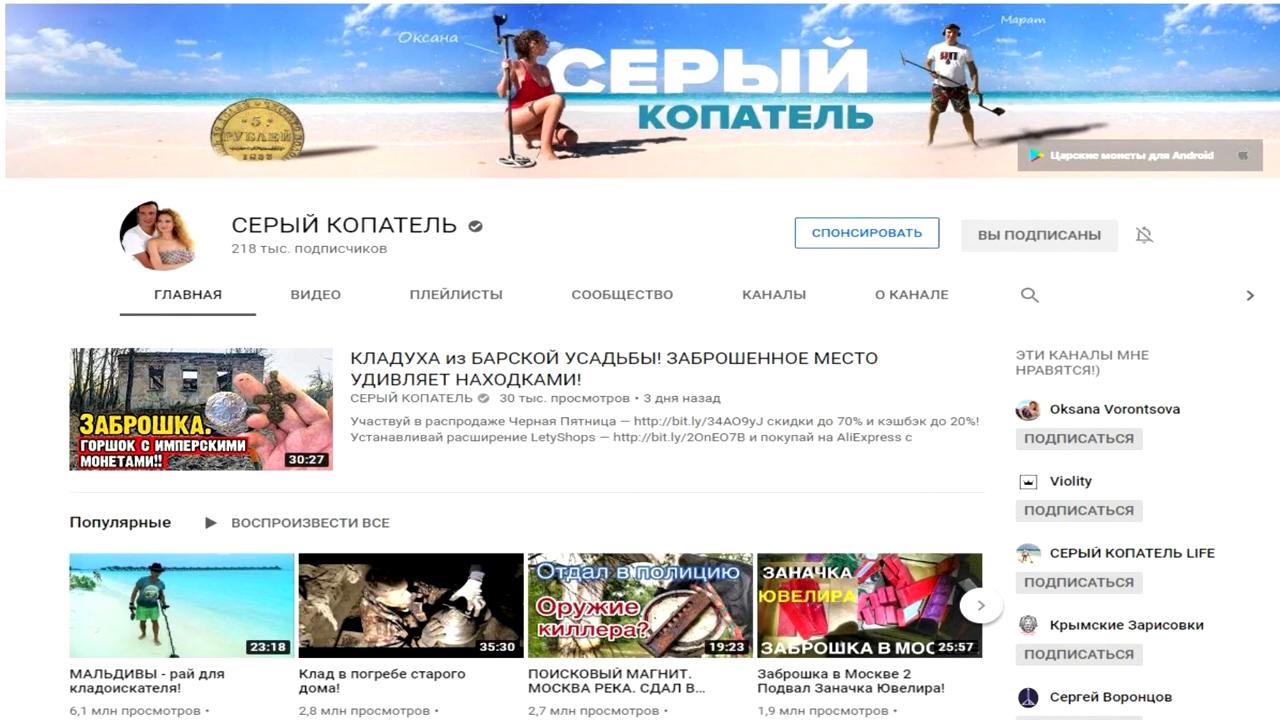 Оксана
Марат
СЕРЫЙ
КОПАТЕЛЬ
5
РУБЛЕЙ
Царские монеты для Android
СЕРЫЙ КОПАТЕЛЬ
218 тыс. подписчиков
СПОНСИРОВАТЬ
ВЫ ПОДПИСАНЫ
ГЛАВНАЯ ВИДЕО ПЛЕЙЛИСТЫ СООБЩЕСТВО КАНАЛЫ О КАНАЛЕ
ЗАБРОШКА.
ГОРШОК С ИМПЕРСКИМИ
МОНЕТАМИ!!
30:27
КЛАДУХА из БАРСКОЙ УСАДЬБЫ! ЗАБРОШЕННОЕ МЕСТО
УДИВЛЯЕТ НАХОДКАМИ!
СЕРЫЙ КОПАТЕЛЬ 30 тыс. просмотров • 3 дня назад
Участвуй в распродаже Черная Пятница — http://bit.ly/34AO9yJ скидки до 70% и кэшбэк до 20%!
Устанавливай расширение LetyShops — http://bit.ly/2OnEO7B и покупай на AliExpress с
Популярные
ВОСПРОИЗВЕСТИ ВСЕ
23:18
МАЛЬДИВЫ - рай для
кладоискателя!
6,1 млн просмотров •
35:30
Клад в погребе старого
дома!
2,8 млн просмотров •
Отдал в полицию
Оружие
киллера?
19:23
ПОИСКОВЫЙ МАГНИТ.
МОСКВА РЕКА. СДАЛ В...
2,7 млн просмотров •
ЗАНАЧКА
ЮВЕЛИРА
ЗАБРОШКА В МОС
25:57
Заброшка в Москве 2
Подвал Заначка Ювелира!
1,9 млн просмотров •
ЭТИ КАНАЛЫ МНЕ
НРАВЯТСЯ!)
Oksana Vorontsova
ПОДПИСАТЬСЯ
Violity
ПОДПИСАТЬСЯ
СЕРЫЙ КОПАТЕЛЬ LIFE
ПОДПИСАТЬСЯ
Крымские Зарисовки
ПОДПИСАТЬСЯ
Сергей Воронцов